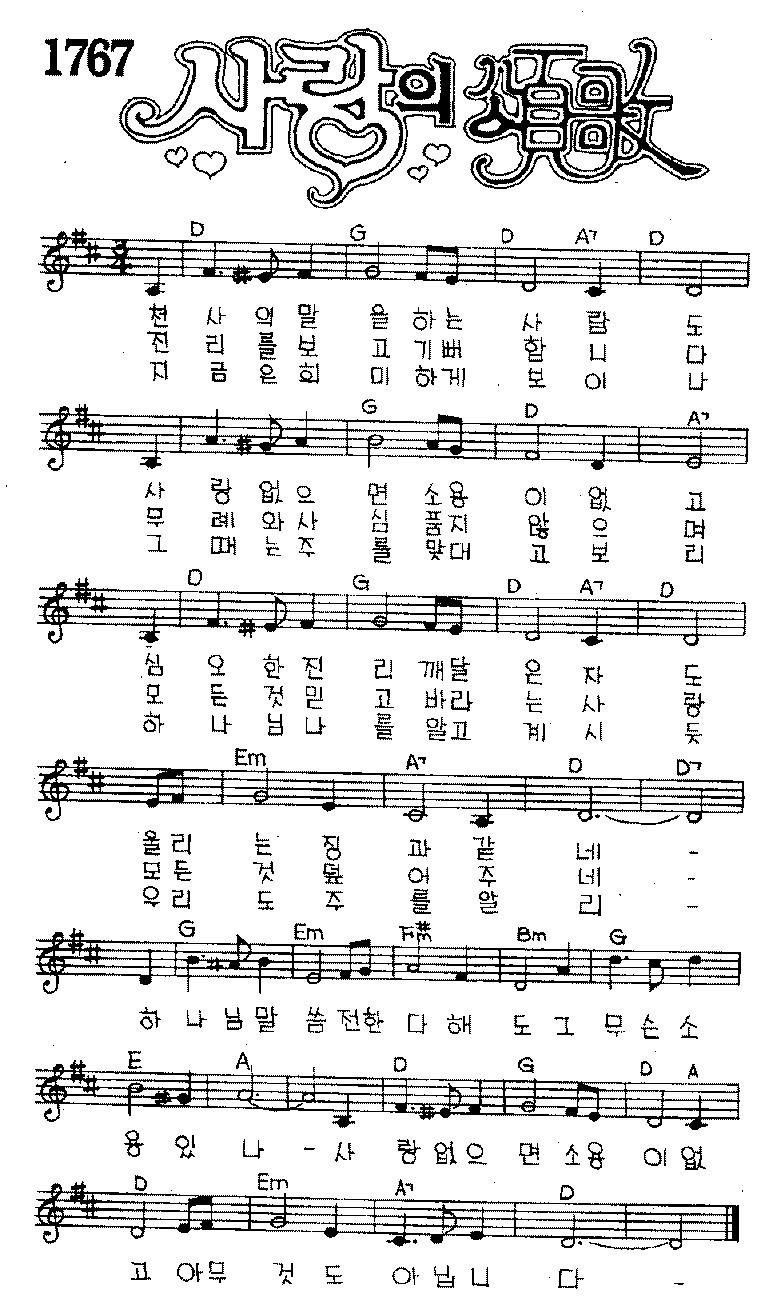 1767 사랑의 頌歌
D G D A7 D
천 사 의 말 을 하 는 사 람 도
진 리 를 보 고 기 뻐 합 니 다
지 금 은 희 미 하 게 보 이 나
G D A7
사 랑 없 으 면 소 용 이 없 고
무 례 와 사 심 품 지 않 으 며
그 때 는 주 를 맞 대 고 보 리
D G D A7 D
심 오 한 진 리 깨 달 은 자 도
모 든 것 믿 고 바 라 는 사 랑
하 나 님 나 를 알 고 계 시 듯
Em A7 D D7
울 리 는 징 과 같 네 -
모 든 것 덮 어 주 네 -
우 리 도 주 를 알 리 -
G Em F#m Bm G
하 나 님 말 씀 전 한 다 해 도 그 무 슨 소
E A D G D A
용 있 나 - 사 랑 없 으 면 소 용 이 없
D Em A7 D
고 아 무 것 도 아 닙 니 다 -